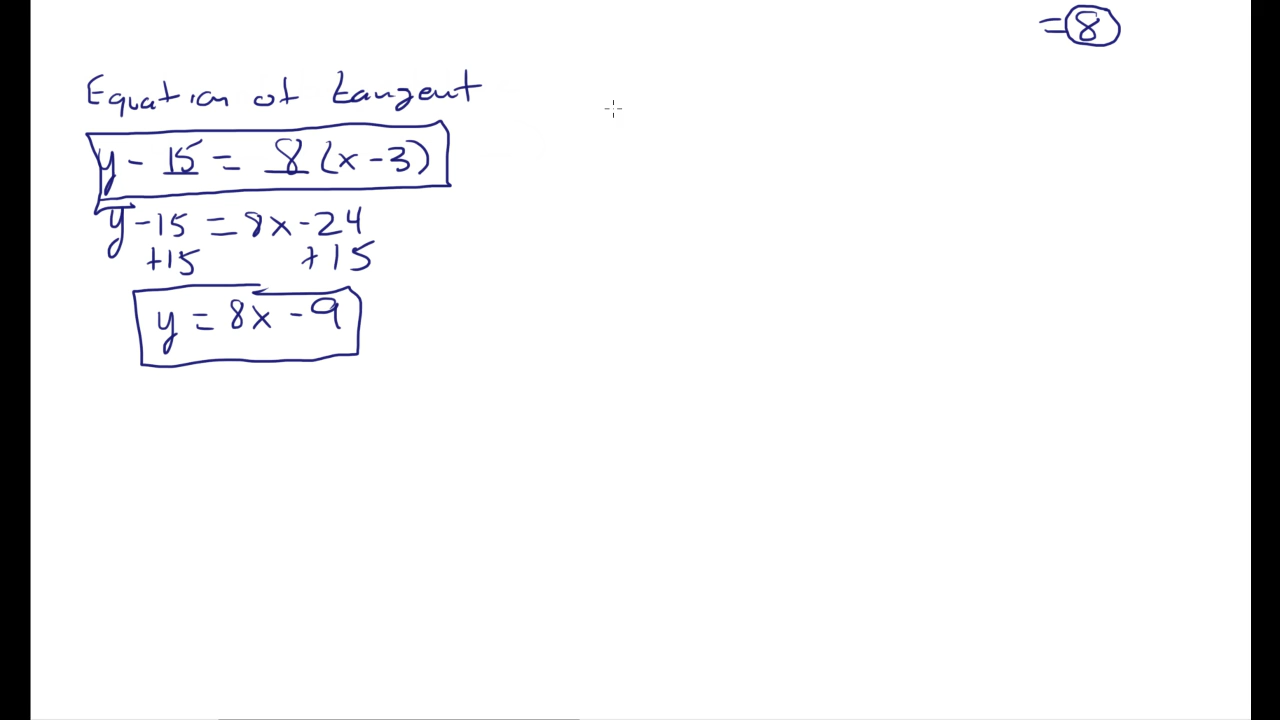 = 8
Equation of tangent
y - 15 = 8 (x - 3)
y - 15 = 8x - 24
+15 +15
y = 8x - 9